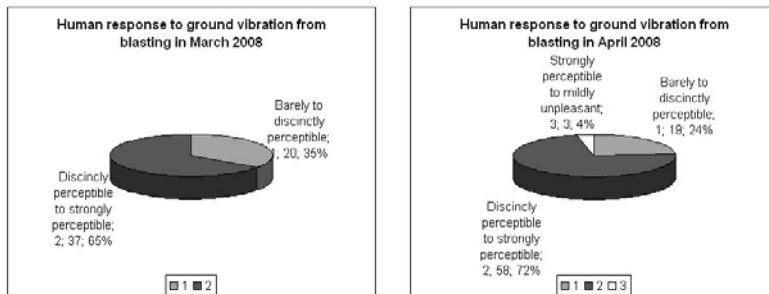 Human response to ground vibration from
blasting in March 2008
Barely to
discinctly
perceptible;
1; 20; 35%
Discincly
perceptible
to strongly
perceptible;
2; 37; 65%
1 2
Human response to ground vibration from
blasting in April 2008
Strongly
perceptible
to mildly
unpleasant;
3; 3; 4%
Barely to
discinctly
perceptible;
1; 19; 24%
Discincly
perceptible
to strongly
perceptible;
2; 58; 72%
1 2 3